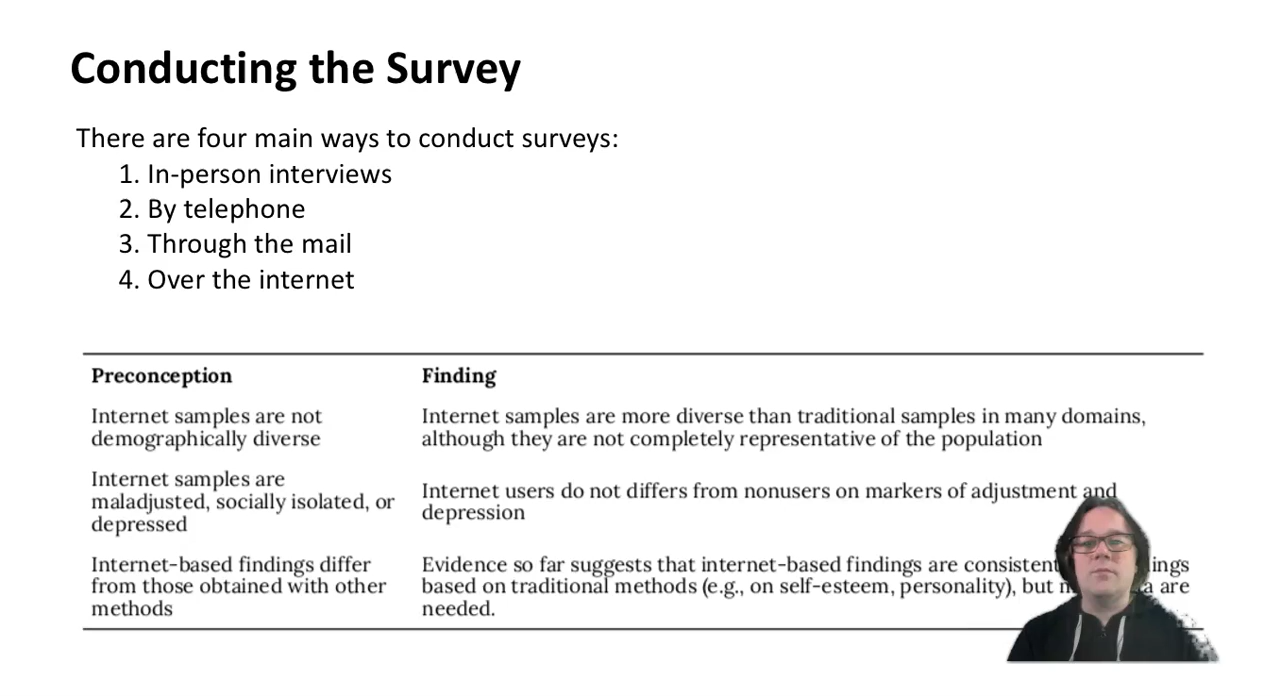 Conducting the Survey
There are four main ways to conduct surveys:
1. In-person interviews
2. By telephone
3. Through the mail
4. Over the internet
Preconception
Finding
Internet samples are not
demographically diverse
Internet samples are more diverse than traditional samples in many domains,
although they are not completely representative of the population
Internet samples are
maladjusted, socially isolated, or
depressed
Internet users do not differs from nonusers on markers of adjustment and
depression
Internet-based findings differ
from those obtained with other
methods
Evidence so far suggests that internet-based findings are consistent
based on traditional methods (e.g., on self-esteem, personality), but are
needed.